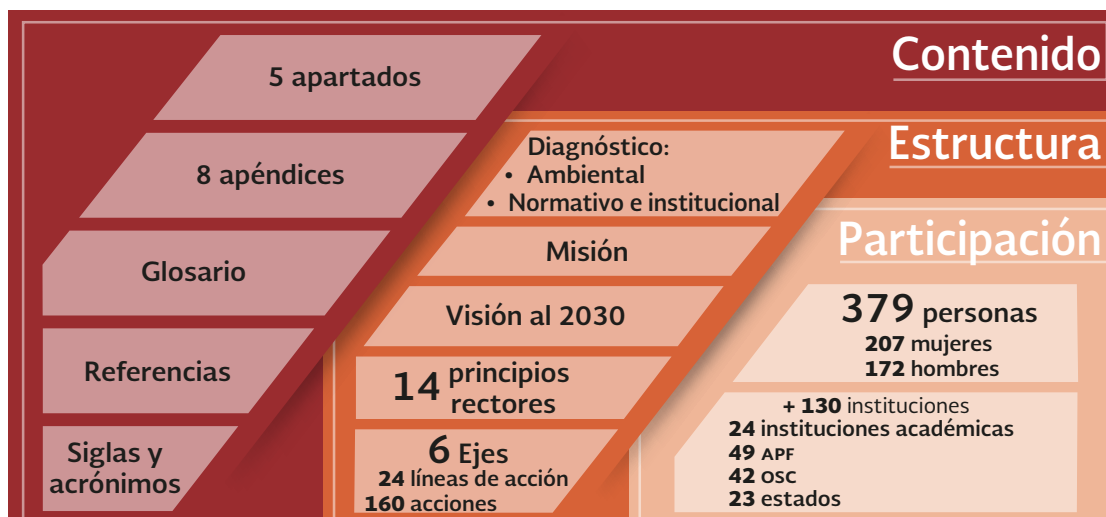 Contenido
5 apartados
8 apéndices
Glosario
Referencias
Siglas y
acrónimos
Estructura
Diagnóstico:
• Ambiental
• Normativo e institucional
Misión
Visión al 2030
14 principios
rectores
6 Ejes
24 líneas de acción
160 acciones
Participación
379 personas
207 mujeres
172 hombres
+ 130 instituciones
24 instituciones académicas
49 APF
42 OSC
23 estados